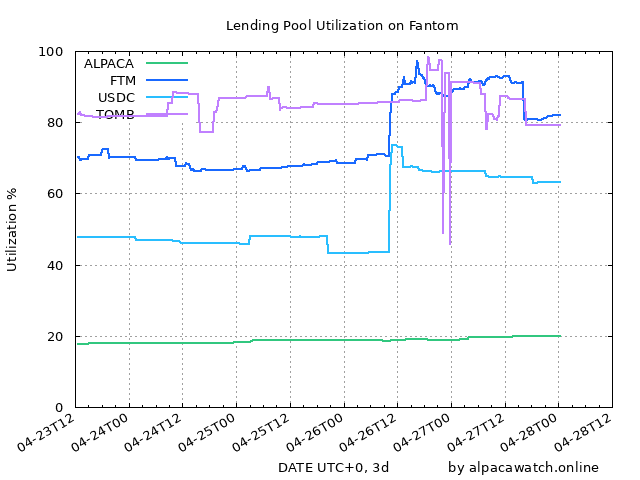 Lending Pool Utilization on Fantom
100
80
60
40
20
0
Utilization %
ALPACA
FTM
USDC
TOMB
04-23T12
04-24T00
04-24T12
04-25T00
04-25T12
04-26T00
04-26T12
04-27T00
04-27T12
04-28T00
04-28T12
DATE UTC+0, 3d
by alpacawatch.online